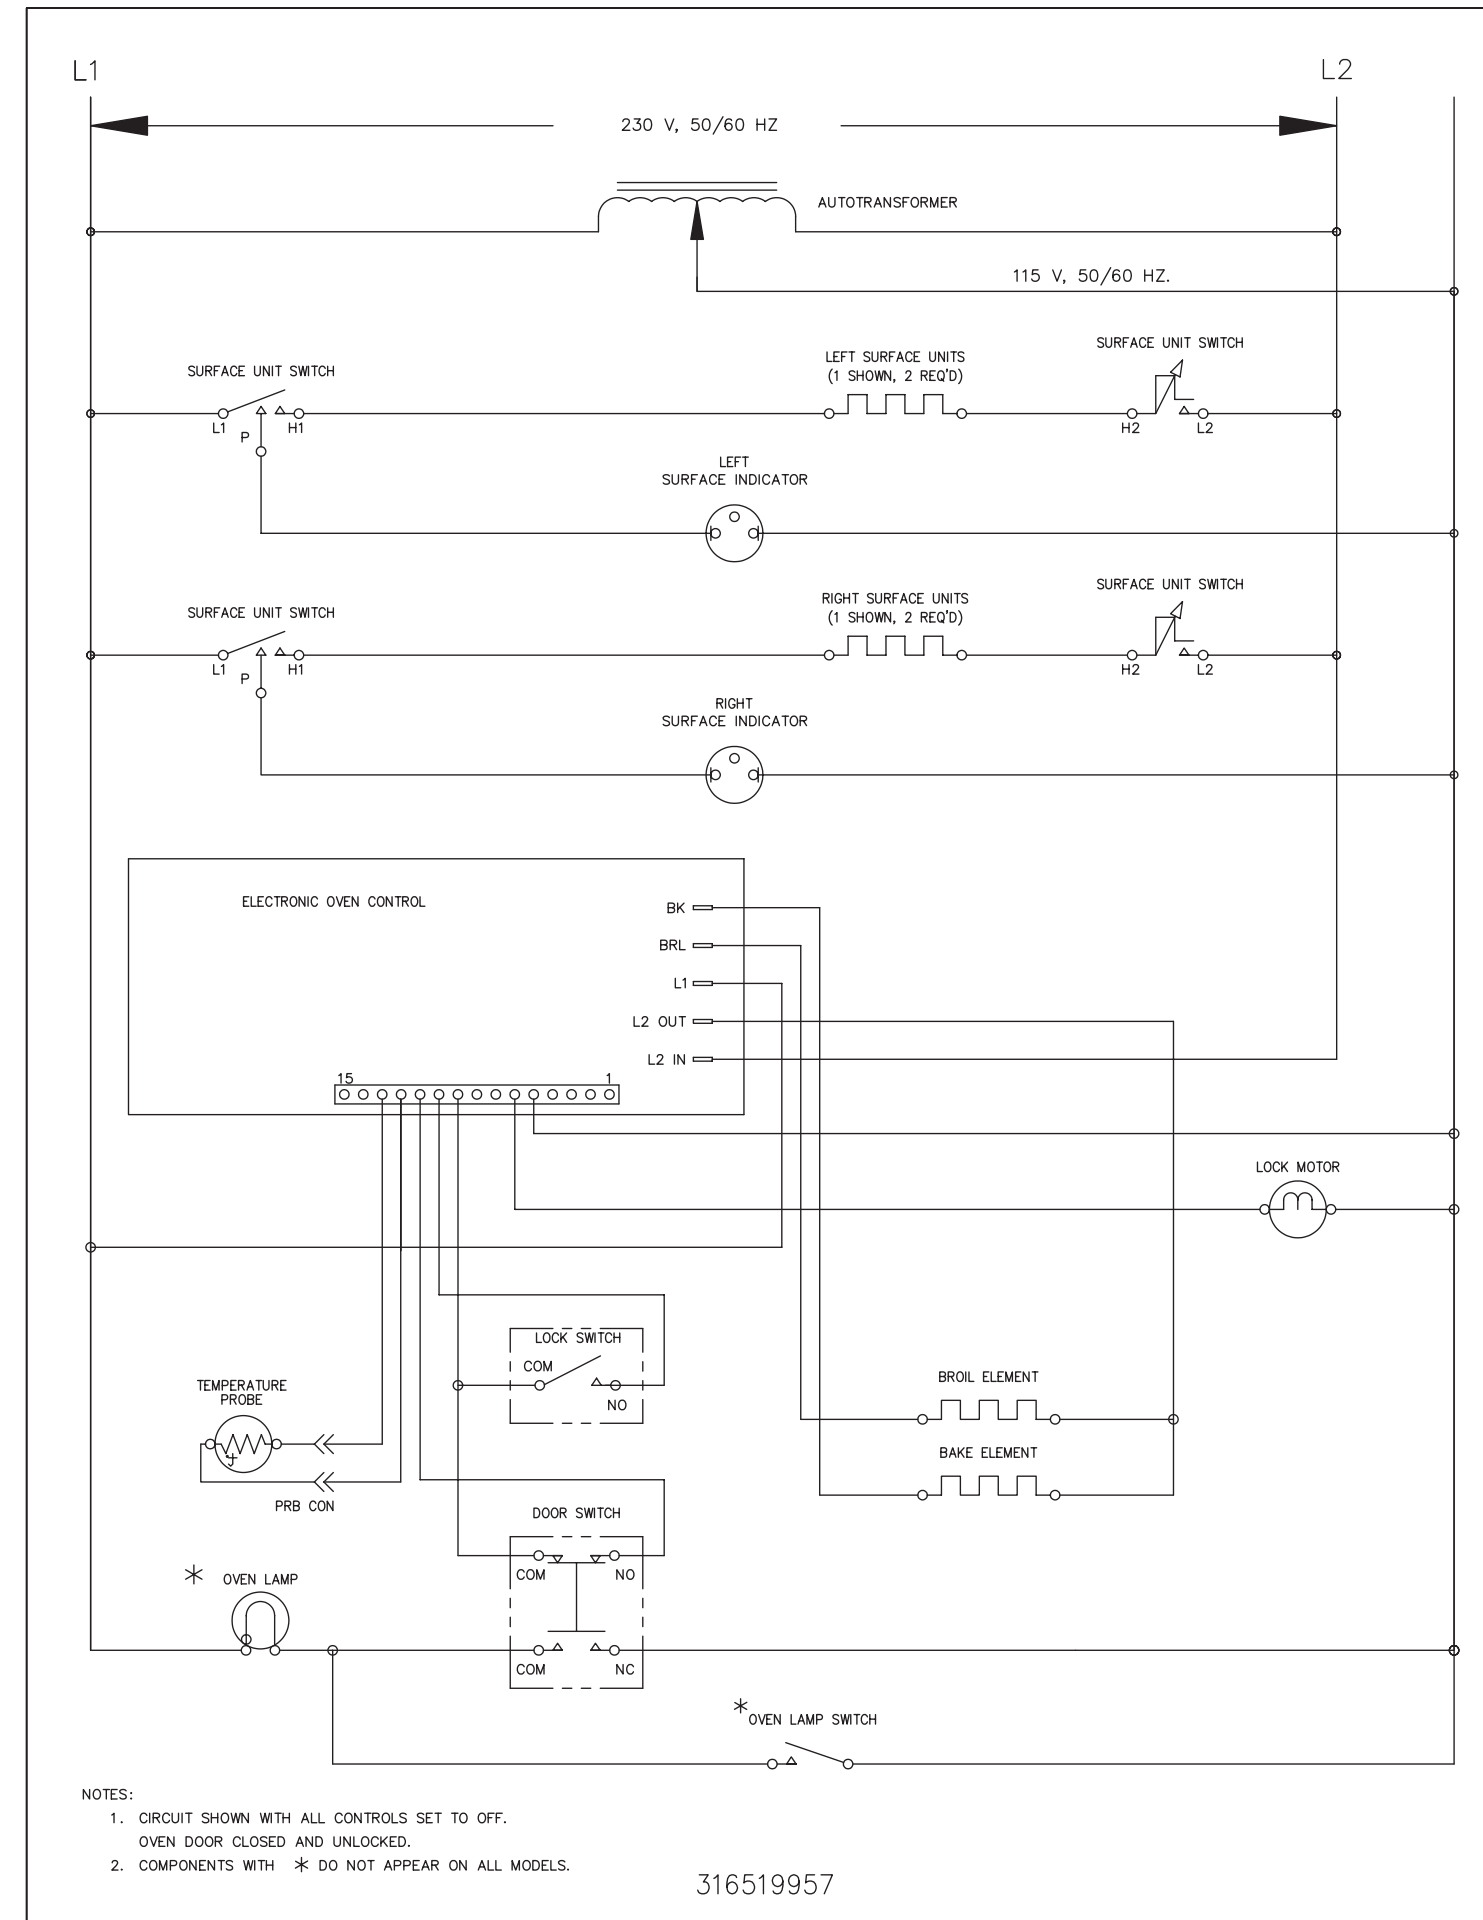 L1
L2
230 V, 50/60 HZ
AUTOTRANSFORMER
115 V, 50/60 HZ.
SURFACE UNIT SWITCH
LEFT SURFACE UNITS
(1 SHOWN, 2 REQ'D)
SURFACE UNIT SWITCH
L1
P
H1
H2
L2
LEFT
SURFACE INDICATOR
SURFACE UNIT SWITCH
RIGHT SURFACE UNITS
(1 SHOWN, 2 REQ'D)
SURFACE UNIT SWITCH
L1
P
H1
H2
L2
RIGHT
SURFACE INDICATOR
ELECTRONIC OVEN CONTROL
BK
BRL
L1
L2 OUT
L2 IN
15
1
LOCK MOTOR
LOCK SWITCH
COM
NO
TEMPERATURE
PROBE
t
PRB CON
BROIL ELEMENT
BAKE ELEMENT
DOOR SWITCH
COM
NO
COM
NC
* OVEN LAMP
* OVEN LAMP SWITCH
NOTES:
1. CIRCUIT SHOWN WITH ALL CONTROLS SET TO OFF.
OVEN DOOR CLOSED AND UNLOCKED.
2. COMPONENTS WITH * DO NOT APPEAR ON ALL MODELS.
316519957